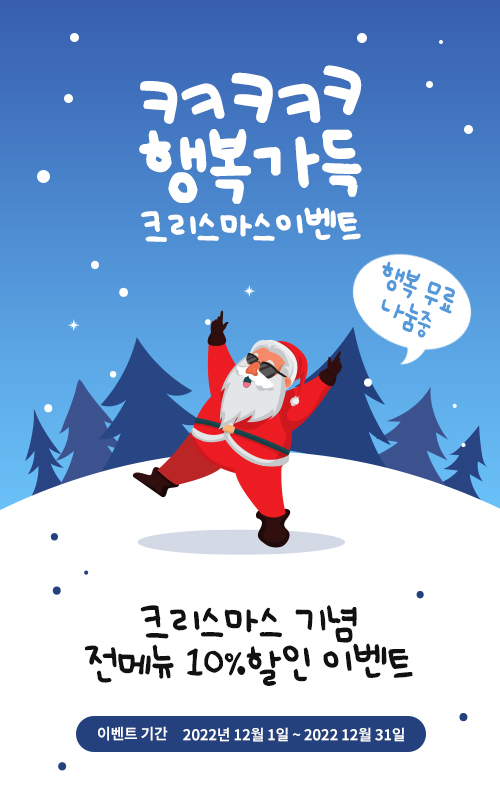 ㅋㅋㅋㅋㅋ
행복가득
크리스마스이벤트
행복 무료
나눔중
크리스마스 기념
전메뉴 10%할인 이벤트
이벤트 기간 2022년 12월 1일 ~ 2022 12월 31일